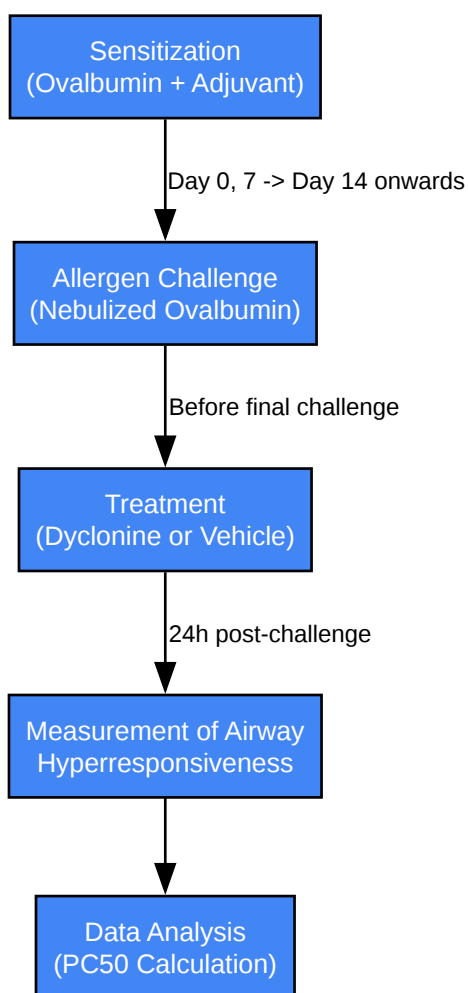 Sensitization
(Ovalbumin + Adjuvant)
Day 0, 7 -> Day 14 onwards
Allergen Challenge
(Nebulized Ovalbumin)
Before final challenge
Treatment
(Dyclonine or Vehicle)
24h post-challenge
Measurement of Airway
Hyperresponsiveness
Data Analysis
(PC50 Calculation)